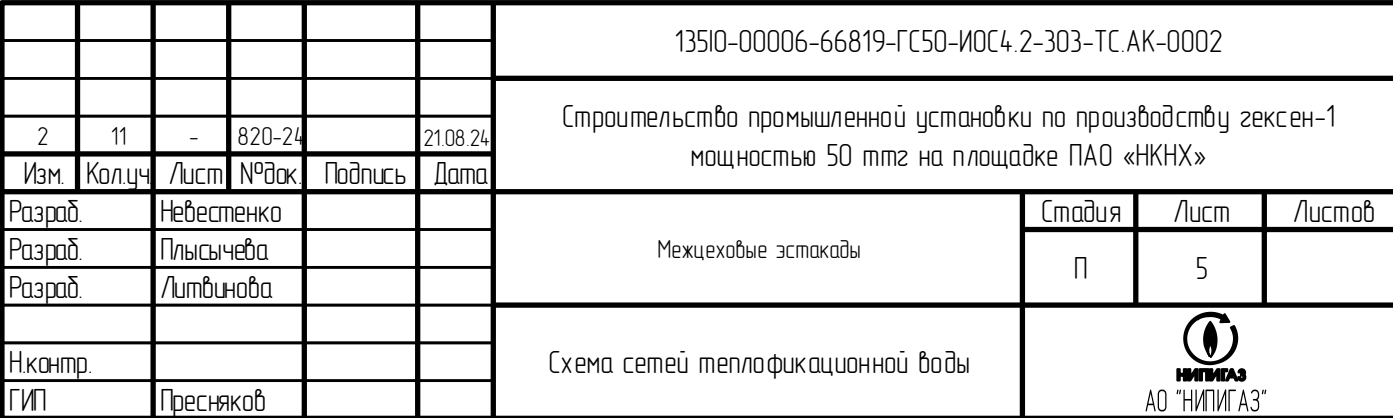 1351O-00006-66819-ГС50-ИОС4.2-303-ТС.АК-0002
Строительство промышленной установки по производству гексен-1
мощностью 50 ттг на площадке ПАО «НКНХ»
2 11 - 820-24 21.08.24
Изм. Кол.уч Лист №док. Подпись Дата
Разраб. Невестенко
Разраб. Плысычева
Разраб. Литвинова
Н.контр.
ГИП Пресняков
Межцеховые эстакады
Стадия Лист Листов
П 5
Схема сетей теплофикационной воды
НИПИГАЗ
АО "НИПИГАЗ"